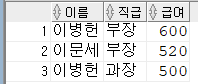 이름 직급 급여
1 이병헌 부장 600
2 이문세 부장 520
3 이병헌 과장 500